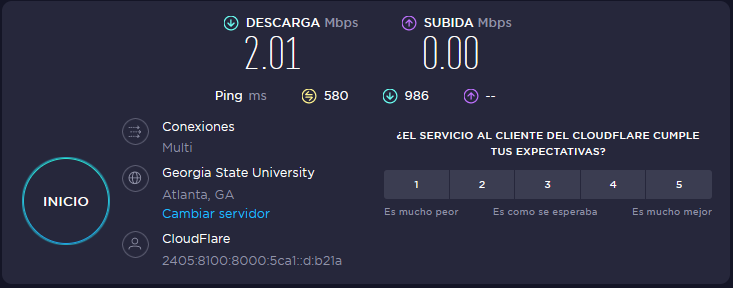 DESCARGA Mbps
2.01
SUBIDA Mbps
0.00
Ping ms
580
986
--
Conexiones
Multi
Georgia State University
Atlanta, GA
Cambiar servidor
CloudFlare
2405:8100:8000:5ca1::d:b21a
INICIO
¿EL SERVICIO AL CLIENTE DEL CLOUDFLARE CUMPLE
TUS EXPECTATIVAS?
1 2 3 4 5
Es mucho peor Es como se esperaba Es mucho mejor